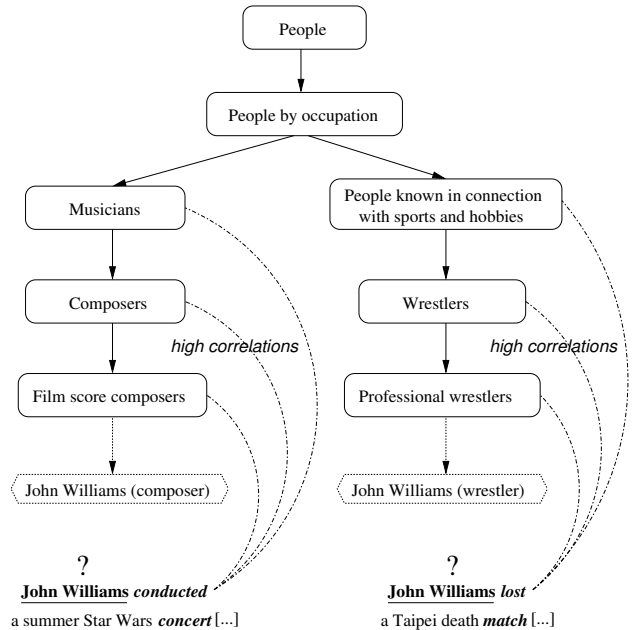 People
People by occupation
Musicians
People known in connection
with sports and hobbies
Composers
Wrestlers
high correlations
high correlations
Film score composers
Professional wrestlers
John Williams (composer)
John Williams (wrestler)
?
?
John Williams conducted
a summer Star Wars concert [...]
John Williams lost
a Taipei death match [...]